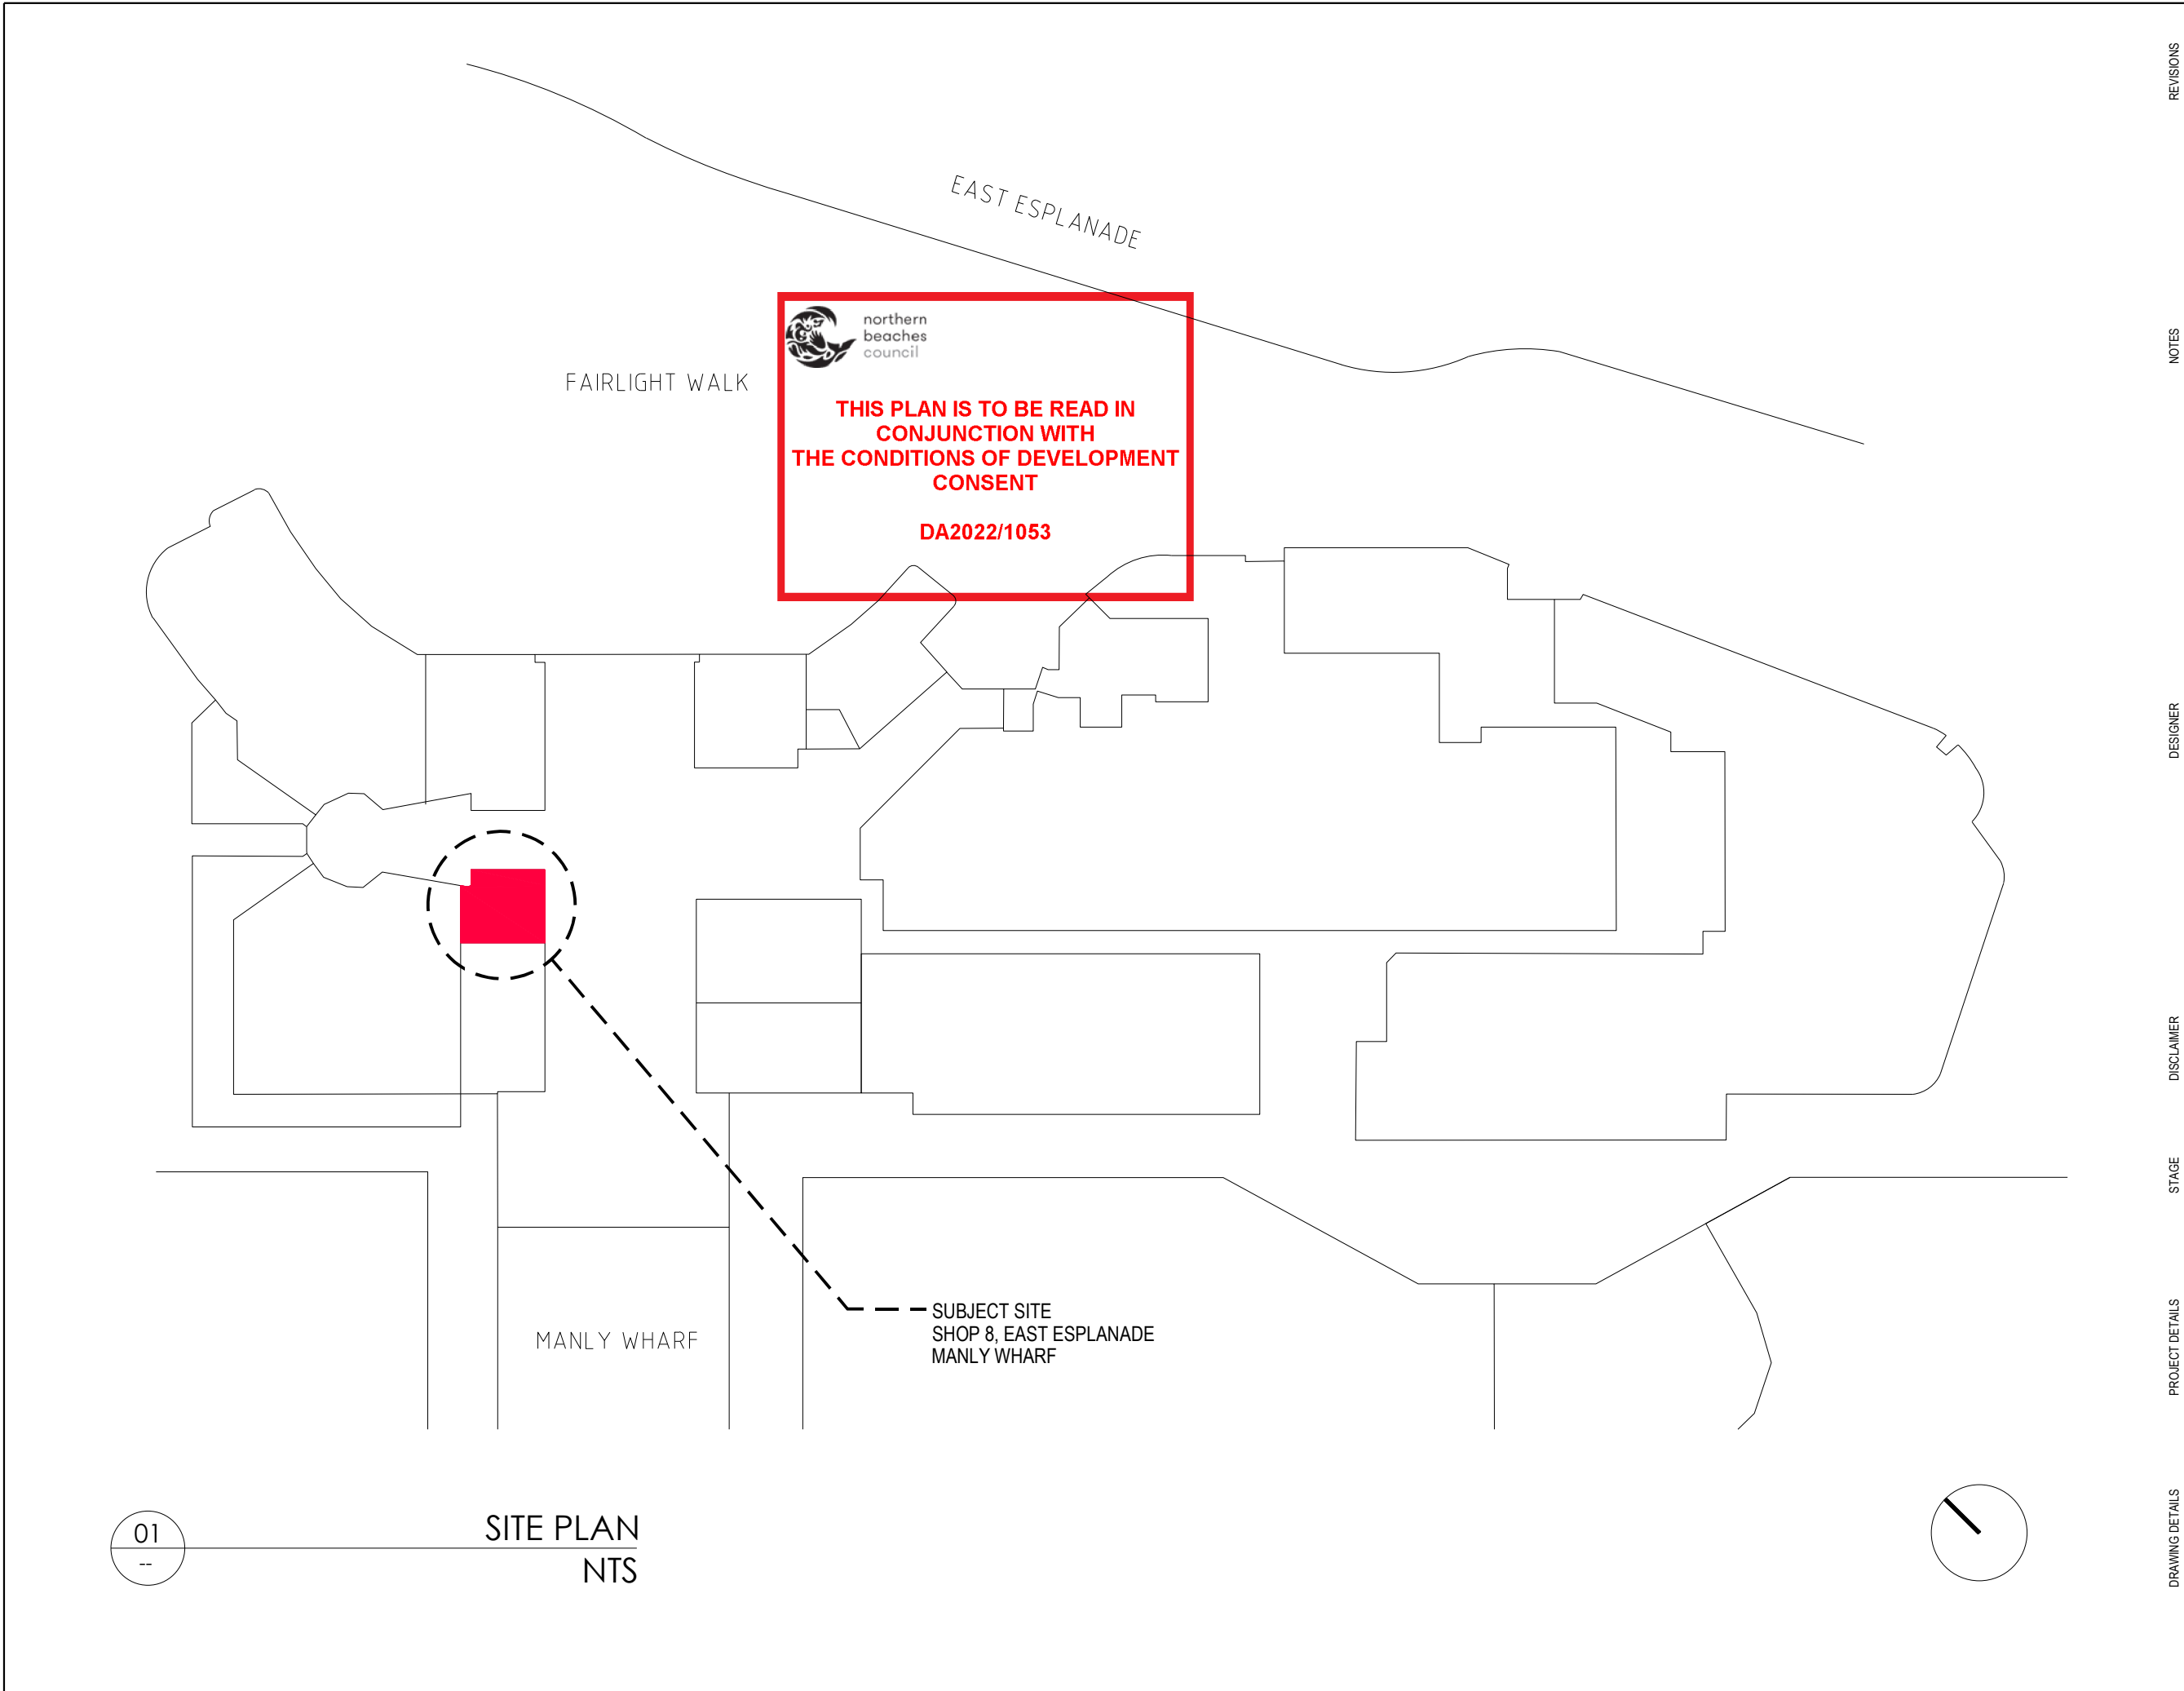 EAST ESPLANADE
northern
beaches
council
FAIRLIGHT WALK
THIS PLAN IS TO BE READ IN
CONJUNCTION WITH
THE CONDITIONS OF DEVELOPMENT
CONSENT
DA2022/1053
SUBJECT SITE
SHOP 8, EAST ESPLANADE
MANLY WHARF
MANLY WHARF
01
--
SITE PLAN
NTS
REVISIONS
NOTES
DESIGNER
DISCLAIMER
STAGE
PROJECT DETAILS
DRAWING DETAILS